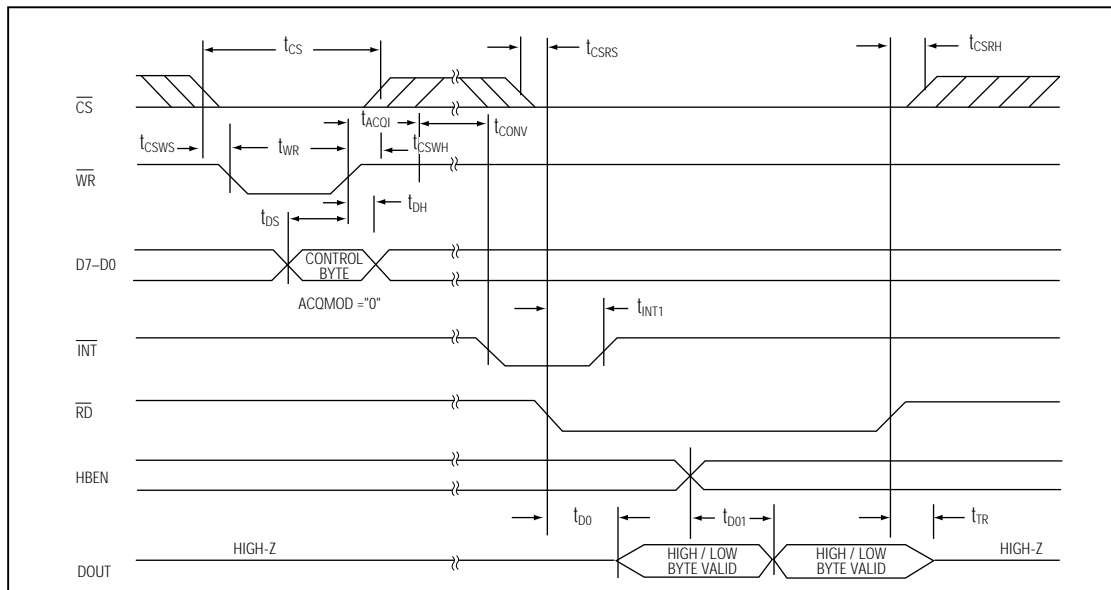 tCS
tCSRS
tCSRH
CS
tACQI
tCONV
tCSWS
tWR
tCSWH
WR
tDS
tDH
D7–D0
CONTROL
BYTE
ACQMOD ="0"
tINT1
INT
RD
HBEN
tD0
tD01
tTR
HIGH-Z
HIGH / LOW
BYTE VALID
HIGH / LOW
BYTE VALID
HIGH-Z
DOUT